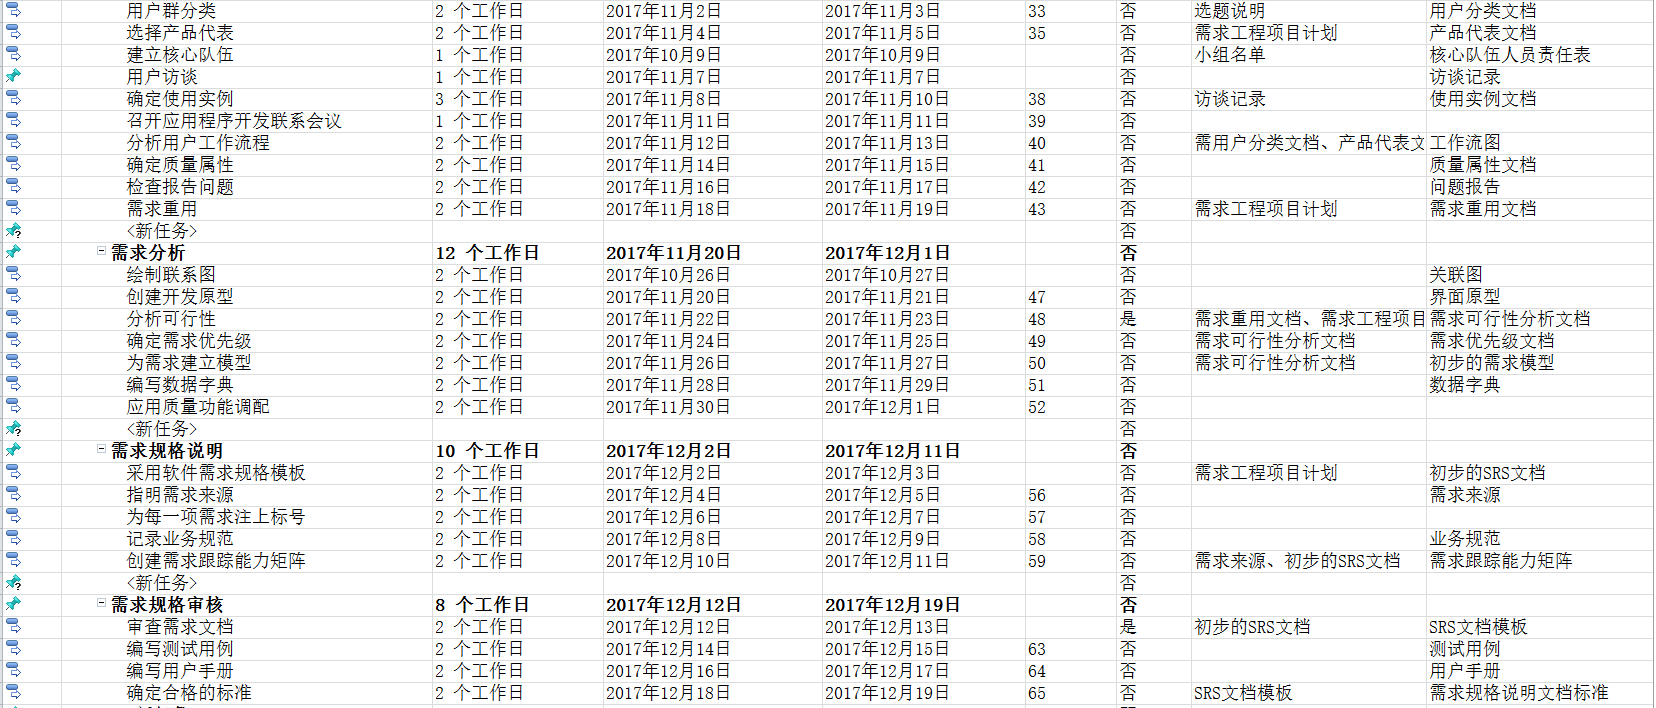 用户群分类 2 个工作日 2017年11月2日 2017年11月3日 33 否 选题说明 用户分类文档
选择产品代表 2 个工作日 2017年11月4日 2017年11月5日 35 否 需求工程项目计划 产品代表文档
建立核心队伍 1 个工作日 2017年10月9日 2017年10月9日 否 小组名单 核心队伍人员责任表
用户访谈 1 个工作日 2017年11月7日 2017年11月7日 否 访谈记录
确定使用实例 3 个工作日 2017年11月8日 2017年11月10日 38 否 访谈记录 使用实例文档
召开应用程序开发联系会议 1 个工作日 2017年11月11日 2017年11月11日 39 否
分析用户工作流程 2 个工作日 2017年11月12日 2017年11月13日 40 否 需用户分类文档、产品代表文 工作流图
确定质量属性 2 个工作日 2017年11月14日 2017年11月15日 41 否 质量属性文档
检查报告问题 2 个工作日 2017年11月16日 2017年11月17日 42 否 问题报告
需求重用 2 个工作日 2017年11月18日 2017年11月19日 43 否 需求工程项目计划 需求重用文档
<新任务> 否
需求分析 12 个工作日 2017年11月20日 2017年12月1日 否
绘制联系图 2 个工作日 2017年10月26日 2017年10月27日 否 关联图
创建开发原型 2 个工作日 2017年11月20日 2017年11月21日 47 否 界面原型
分析可行性 2 个工作日 2017年11月22日 2017年11月23日 48 是 需求重用文档、需求工程项目 需求可行性分析文档
确定需求优先级 2 个工作日 2017年11月24日 2017年11月25日 49 否 需求可行性分析文档 需求优先级文档
为需求建立模型 2 个工作日 2017年11月26日 2017年11月27日 50 否 需求可行性分析文档 初步的需求模型
编写数据字典 2 个工作日 2017年11月28日 2017年11月29日 51 否 数据字典
应用质量功能调配 2 个工作日 2017年11月30日 2017年12月1日 52 否
<新任务> 否
需求规格说明 10 个工作日 2017年12月2日 2017年12月11日 否
采用软件需求规格模板 2 个工作日 2017年12月2日 2017年12月3日 否 需求工程项目计划 初步的SRS文档
指明需求来源 2 个工作日 2017年12月4日 2017年12月5日 56 否 需求来源
为每一项需求注上标号 2 个工作日 2017年12月6日 2017年12月7日 57 否
记录业务规范 2 个工作日 2017年12月8日 2017年12月9日 58 否 业务规范
创建需求跟踪能力矩阵 2 个工作日 2017年12月10日 2017年12月11日 59 否 需求来源、初步的SRS文档 需求跟踪能力矩阵
<新任务> 否
需求规格审核 8 个工作日 2017年12月12日 2017年12月19日 否
审查需求文档 2 个工作日 2017年12月12日 2017年12月13日 是 初步的SRS文档 SRS文档模板
编写测试用例 2 个工作日 2017年12月14日 2017年12月15日 63 否 测试用例
编写用户手册 2 个工作日 2017年12月16日 2017年12月17日 64 否 用户手册
确定合格的标准 2 个工作日 2017年12月18日 2017年12月19日 65 否 SRS文档模板 需求规格说明文档标准